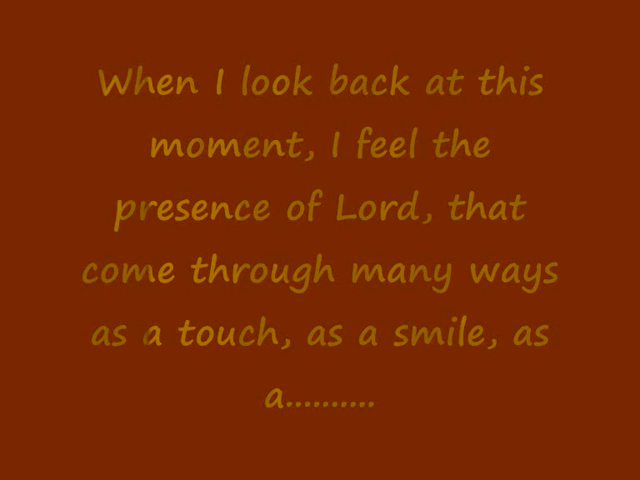 When I look back at this
moment, I feel the
presence of Lord, that
come through many ways
as a touch, as a smile, as
a..........